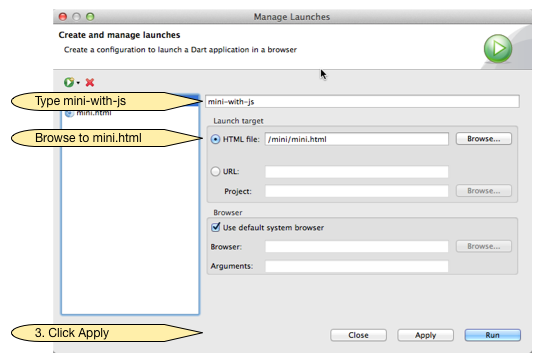 Manage Launches
Create and manage launches
Create a configuration to launch a Dart application in a browser
Type mini-with-js
mini-with-js
mini.html
Launch target
Browse to mini.html
HTML file: /mini/mini.html Browse...
URL:
Project: Browse...
Browser
Use default system browser
Browser: Browse...
Arguments:
3. Click Apply
Close Apply Run